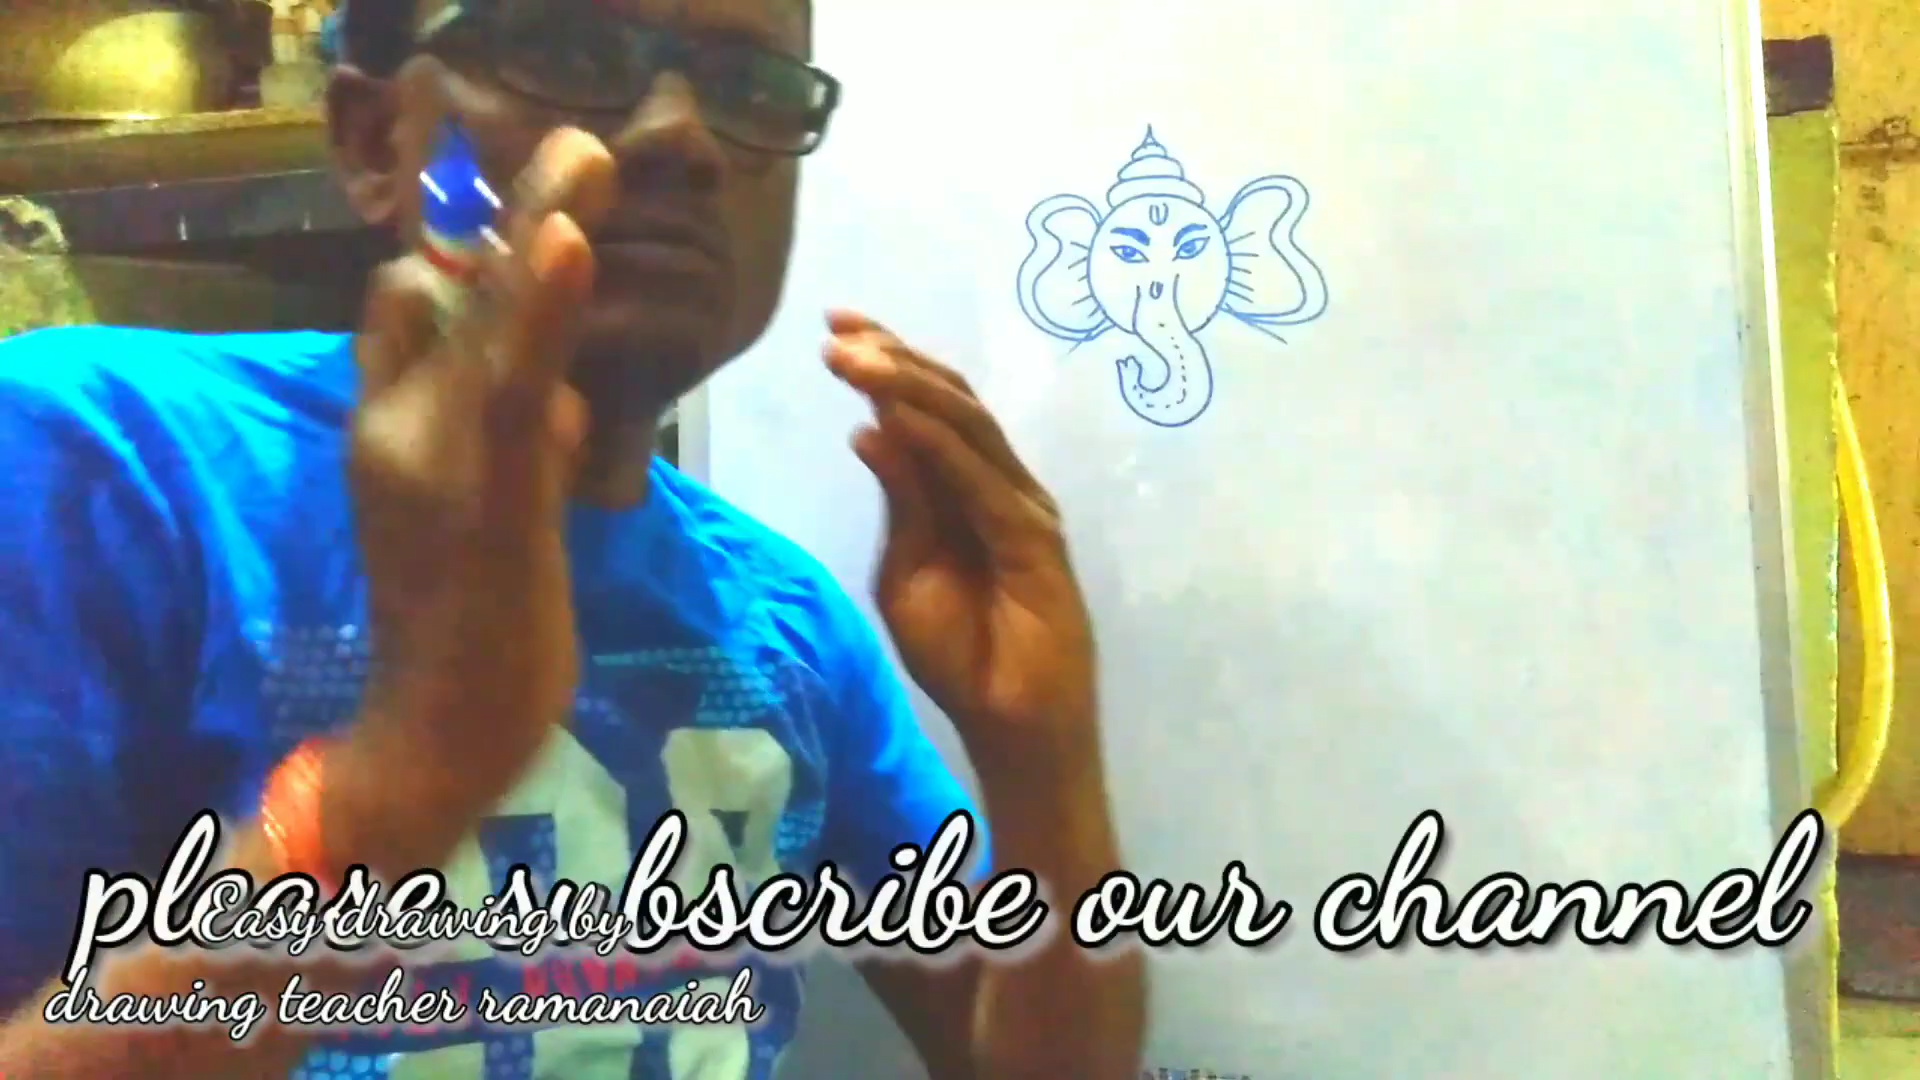 please subscribe our channel
Easy drawing by
drawing teacher ramanaiah